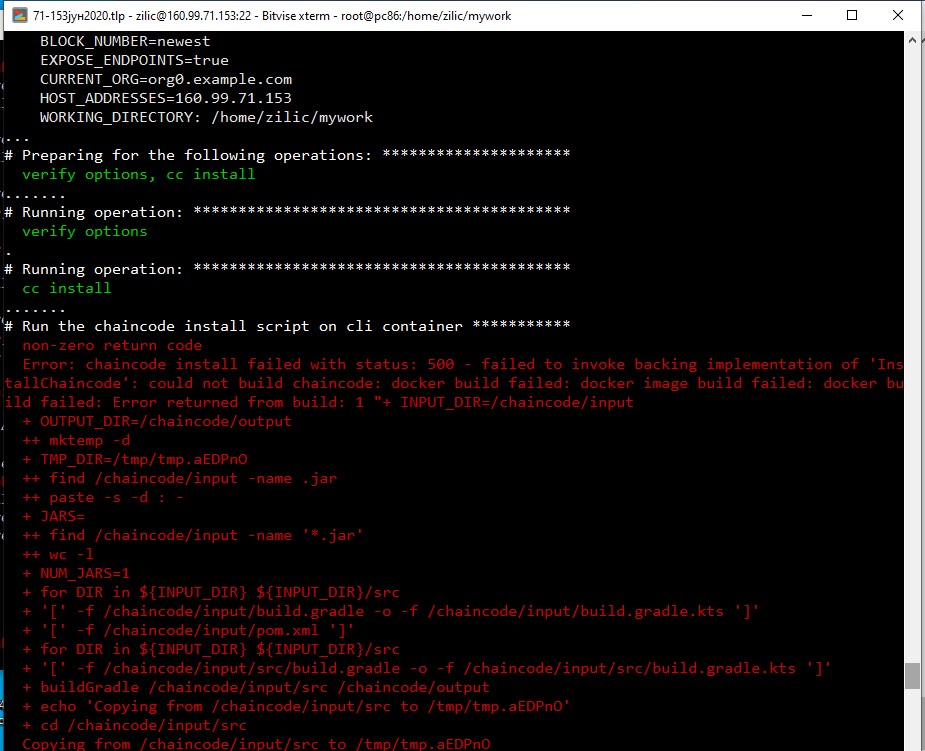 71-153јун2020.tlp - zilic@160.99.71.153:22 - Bitvise xterm - root@pc86:/home/zilic/mywork
BLOCK_NUMBER=newest
EXPOSE_ENDPOINTS=true
CURRENT_ORG=org0.example.com
HOST_ADDRESSES=160.99.71.153
WORKING_DIRECTORY: /home/zilic/mywork
...
# Preparing for the following operations: *********************
verify options, cc install
.......
# Running operation: ******************************************
verify options
.
# Running operation: ******************************************
cc install
.......
# Run the chaincode install script on cli container ***********
non-zero return code
Error: chaincode install failed with status: 500 - failed to invoke backing implementation of 'Ins
tallChaincode': could not build chaincode: docker build failed: docker image build failed: docker bu
ild failed: Error returned from build: 1 "+ INPUT_DIR=/chaincode/input
+ OUTPUT_DIR=/chaincode/output
++ mktemp -d
+ TMP_DIR=/tmp/tmp.aEDPnO
++ find /chaincode/input -name .jar
++ paste -s -d : -
+ JARS=
++ find /chaincode/input -name '*.jar'
++ wc -l
+ NUM_JARS=1
+ for DIR in ${INPUT_DIR} ${INPUT_DIR}/src
+ '[' -f /chaincode/input/build.gradle -o -f /chaincode/input/build.gradle.kts ']'
+ '[' -f /chaincode/input/pom.xml ']'
+ for DIR in ${INPUT_DIR} ${INPUT_DIR}/src
+ '[' -f /chaincode/input/src/build.gradle -o -f /chaincode/input/src/build.gradle.kts ']'
+ buildGradle /chaincode/input/src /chaincode/output
+ echo 'Copying from /chaincode/input/src to /tmp/tmp.aEDPnO'
+ cd /chaincode/input/src
Copying from /chaincode/input/src to /tmp/tmp.aEDPnO